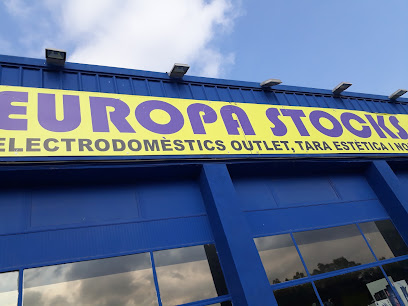 EUROPA STOCKS
ELECTRODOMÈSTICS OUTLET, TARA ESTÈTICA I NO